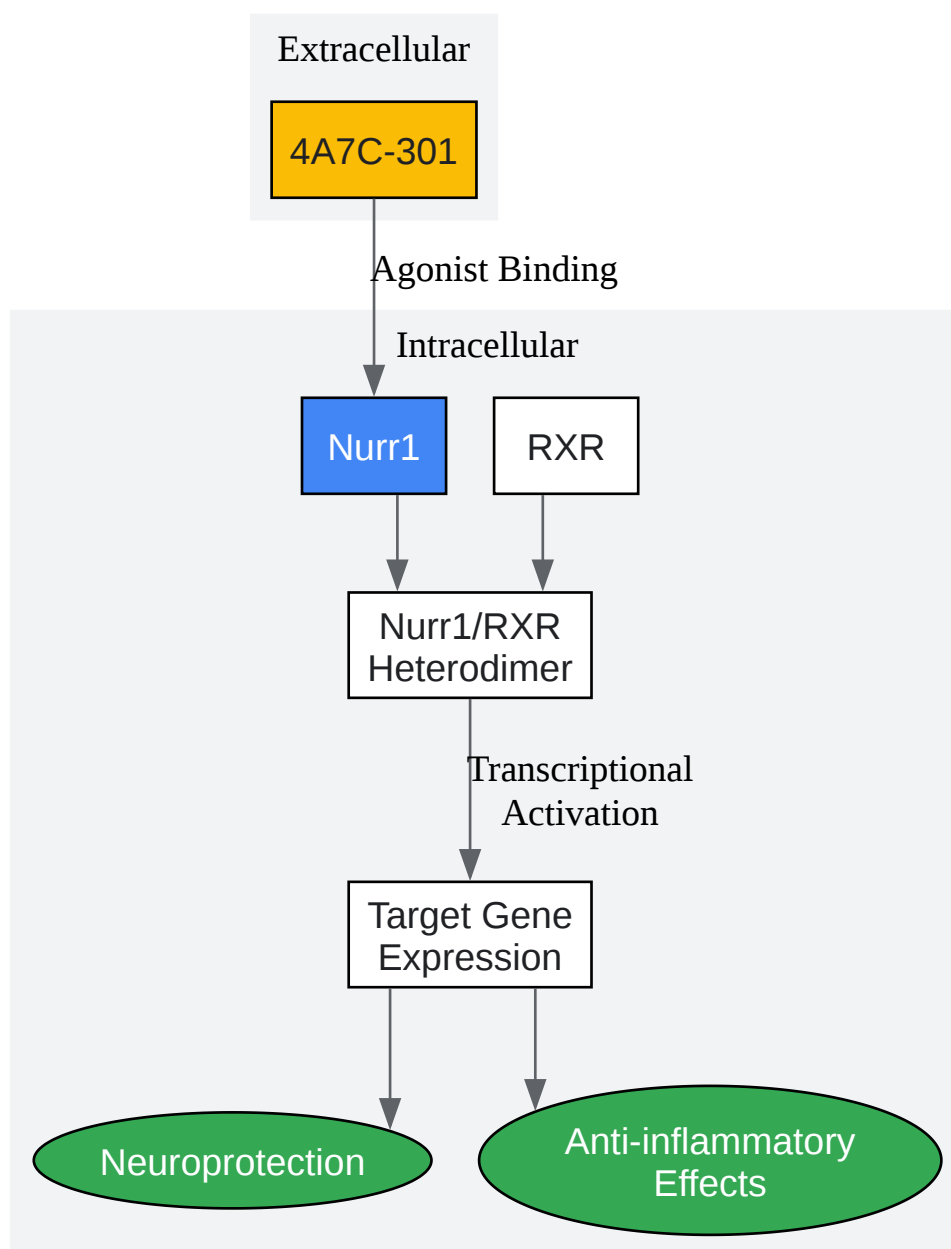 Extracellular
4A7C-301
Agonist Binding
Intracellular
Nurr1
RXR
Nurr1/RXR
Heterodimer
Transcriptional
Activation
Target Gene
Expression
Neuroprotection
Anti-inflammatory
Effects